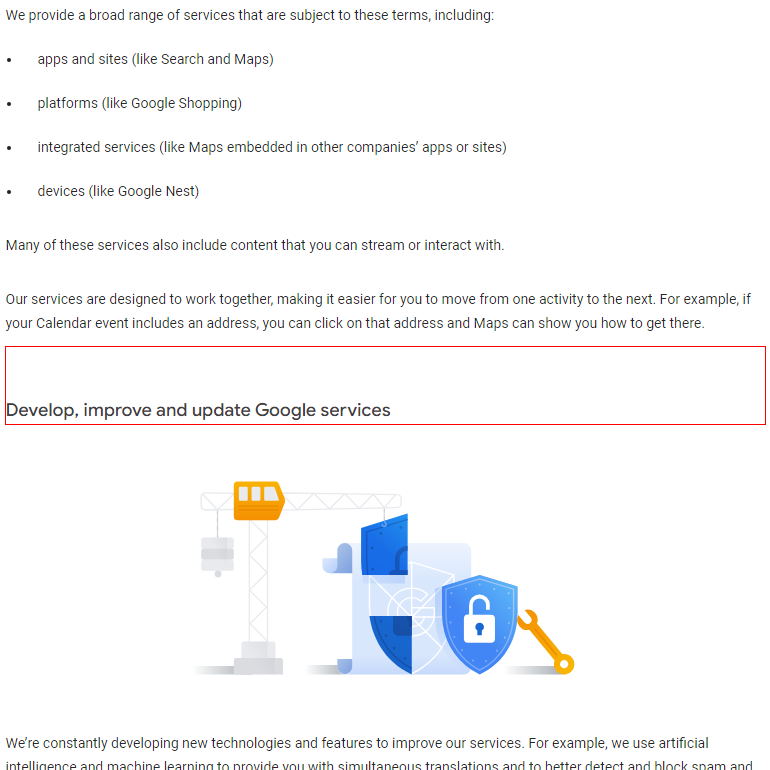 We provide a broad range of services that are subject to these terms, including:
• apps and sites (like Search and Maps)
• platforms (like Google Shopping)
• integrated services (like Maps embedded in other companies’ apps or sites)
• devices (like Google Nest)
Many of these services also include content that you can stream or interact with.
Our services are designed to work together, making it easier for you to move from one activity to the next. For example, if
your Calendar event includes an address, you can click on that address and Maps can show you how to get there.
Develop, improve and update Google services
We’re constantly developing new technologies and features to improve our services. For example, we use artificial
intelligence and machine learning to provide you with simultaneous translations and to better detect and block spam and